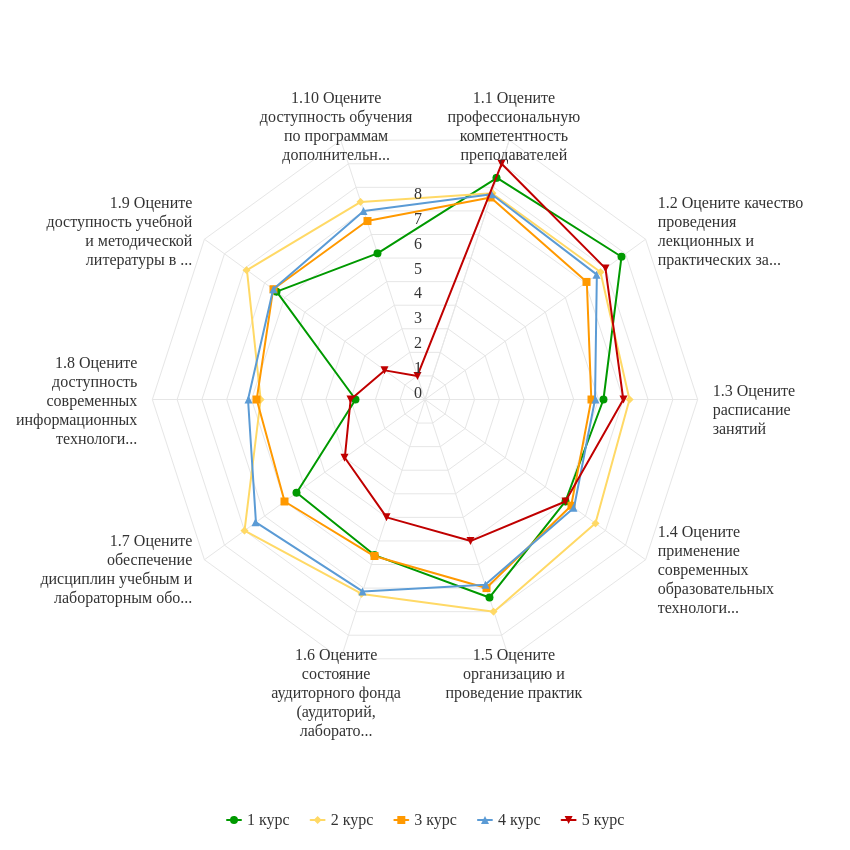 1.10 Оцените
доступность обучения
по программам
дополнительн...
1.1 Оцените
профессиональную
компетентность
преподавателей
1.2 Оцените качество
проведения
лекционных и
практических за...
1.3 Оцените
расписание
занятий
1.4 Оцените
применение
современных
образовательных
технологи...
1.5 Оцените
организацию и
проведение практик
1.6 Оцените
состояние
аудиторного фонда
(аудиторий,
лаборато...
1.7 Оцените
обеспечение
дисциплин учебным и
лабораторным обо...
1.8 Оцените
доступность
современных
информационных
технологи...
1.9 Оцените
доступность учебной
и методической
литературы в ...
8
7
6
5
4
3
2
1
0
1 курс
2 курс
3 курс
4 курс
5 курс